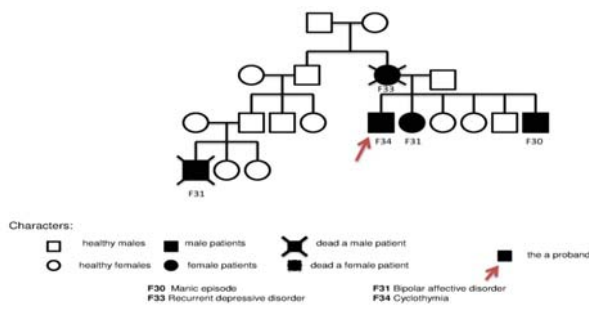 F33
F34 F31 F30
F31
Characters:
healthy males male patients dead a male patient the a proband
healthy females female patients dead a female patient
F30 Manic episode F31 Bipolar affective disorder
F33 Recurrent depressive disorder F34 Cyclothymia